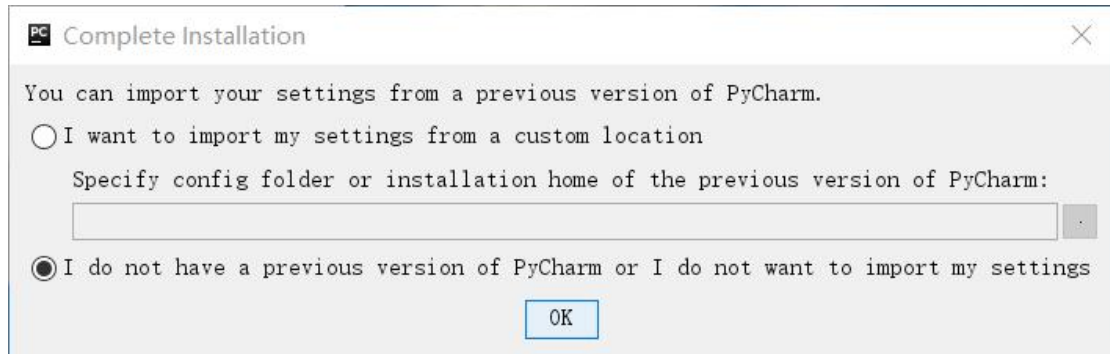 PC
Complete Installation
You can import your settings from a previous version of PyCharm.
I want to import my settings from a custom location
Specify config folder or installation home of the previous version of PyCharm:
.
I do not have a previous version of PyCharm or I do not want to import my settings
OK